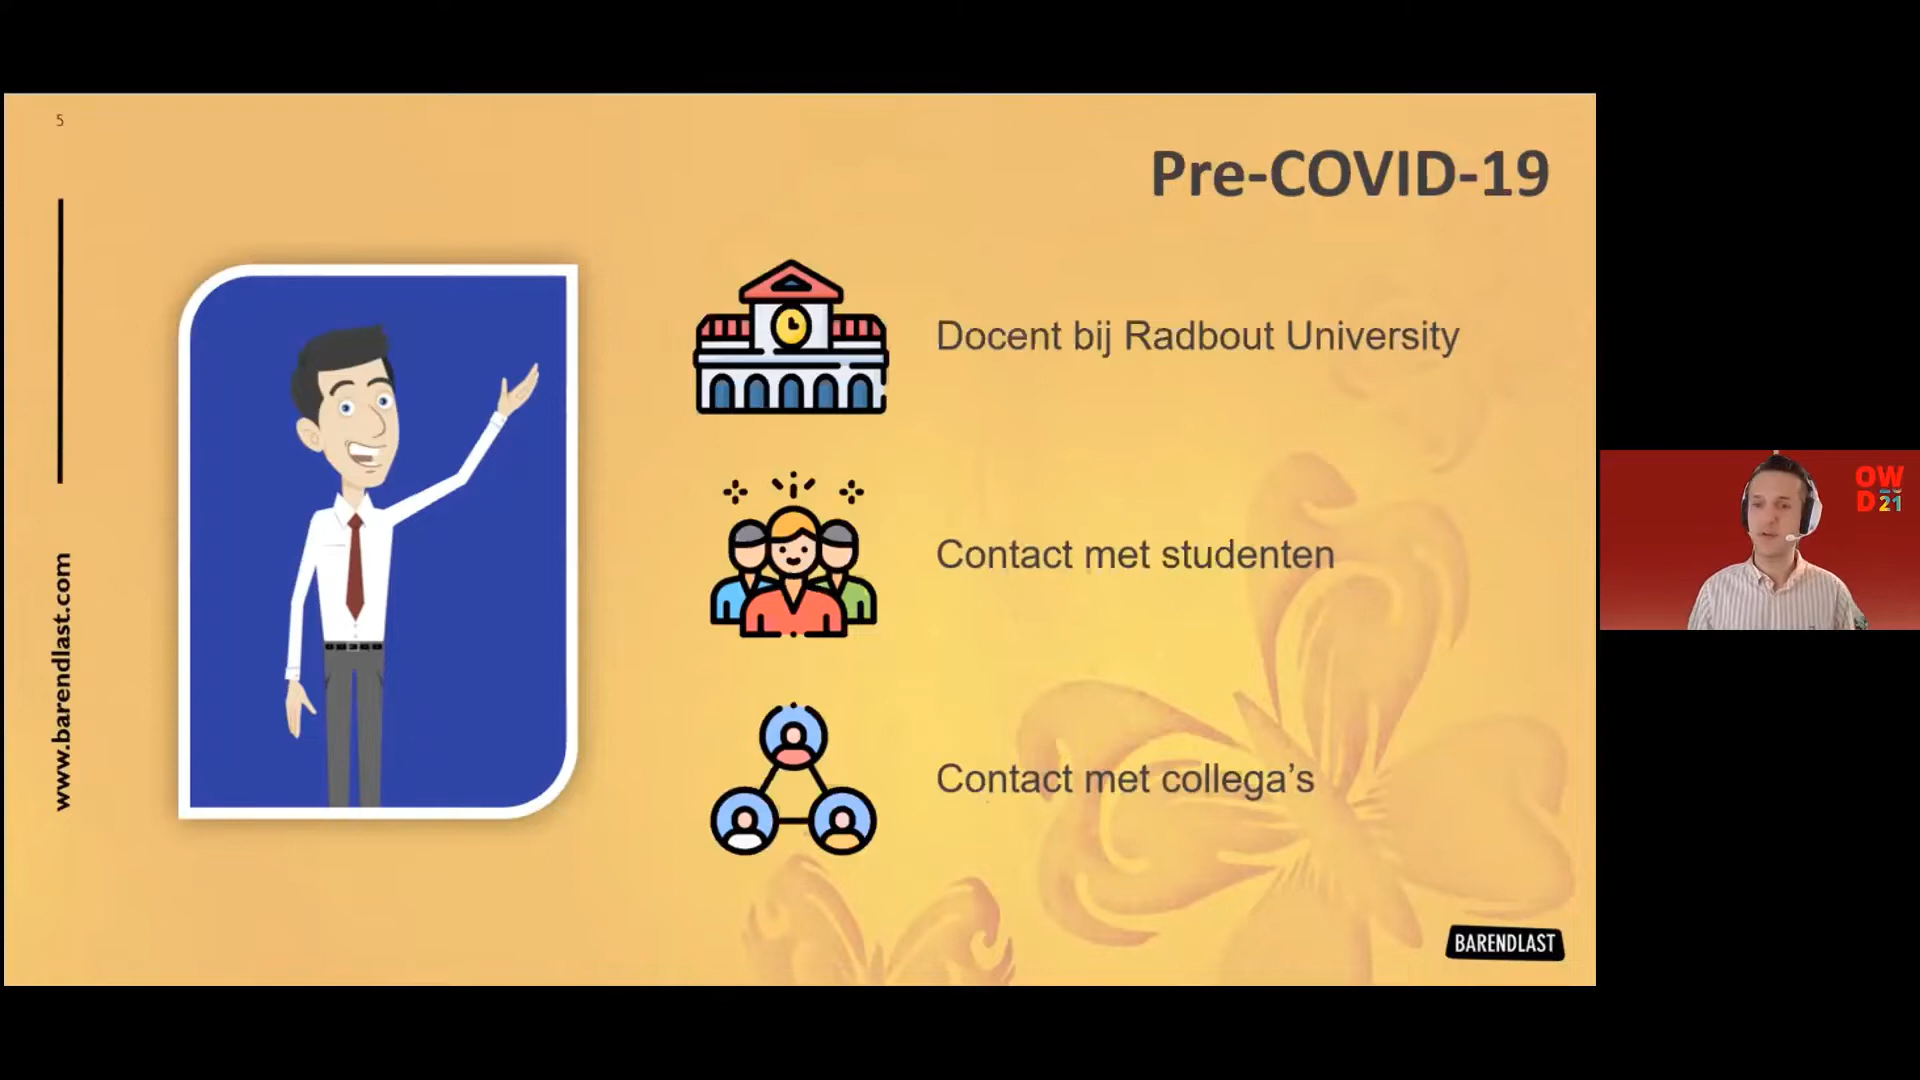 5
Pre-COVID-19
Docent bij Radbout University
Contact met studenten
Contact met collega’s
www.barendlast.com
BARENDLAST
OW
D21